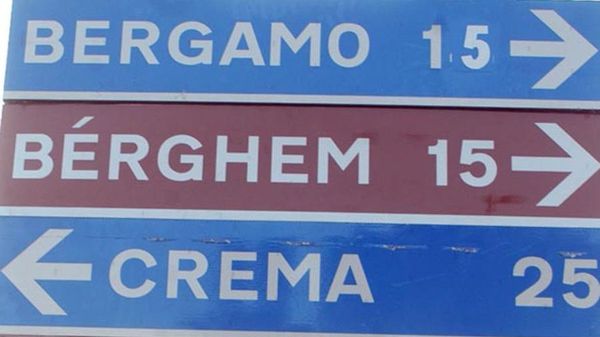 BERGAMO 15 →
BÉRGHEM 15 →
← CREMA 25